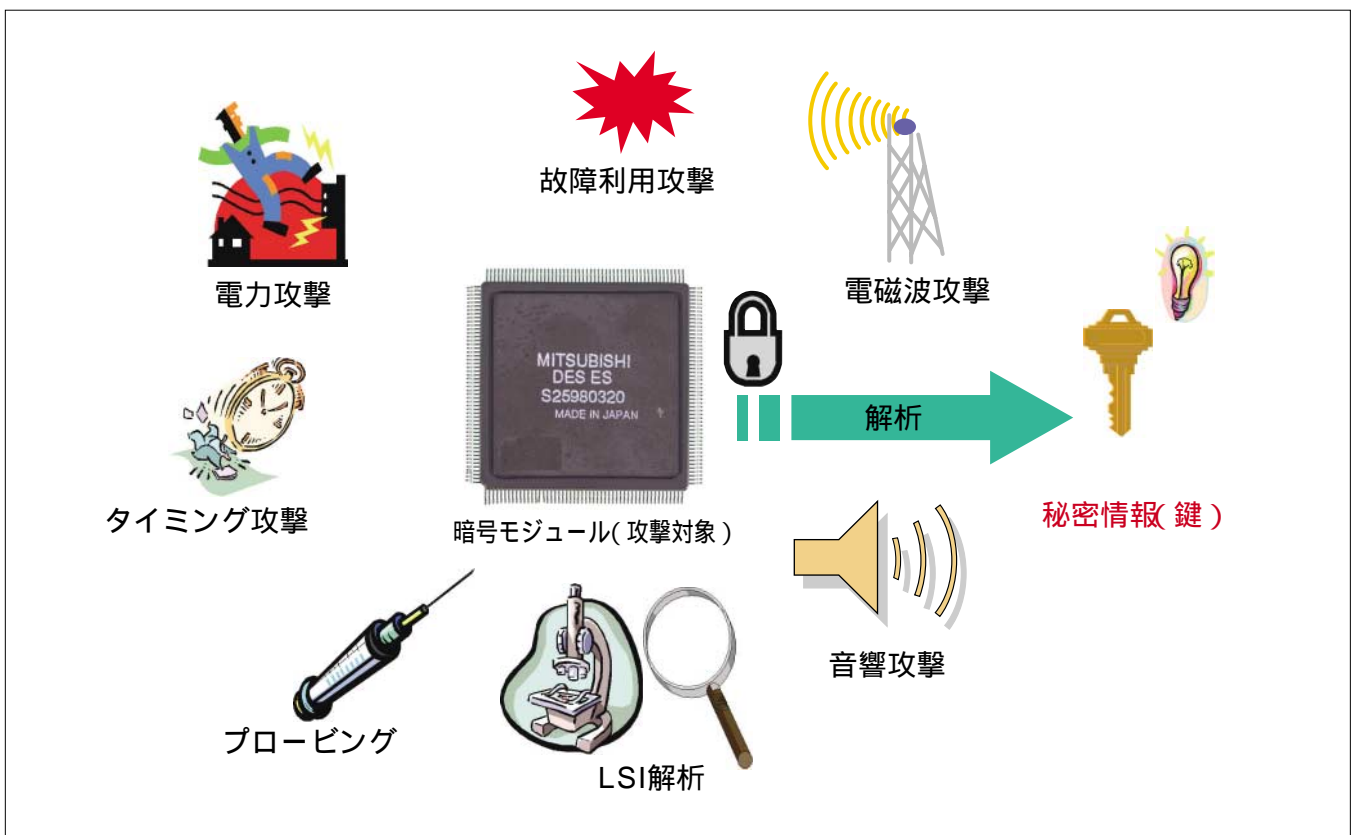 故障利用攻撃
電力攻撃
電磁波攻撃
MITSUBISHI
DES ES
S25980320
MADE IN JAPAN
解析
タイミング攻撃
暗号モジュール(攻撃対象)
秘密情報(鍵)
音響攻撃
プロービング
LSI解析